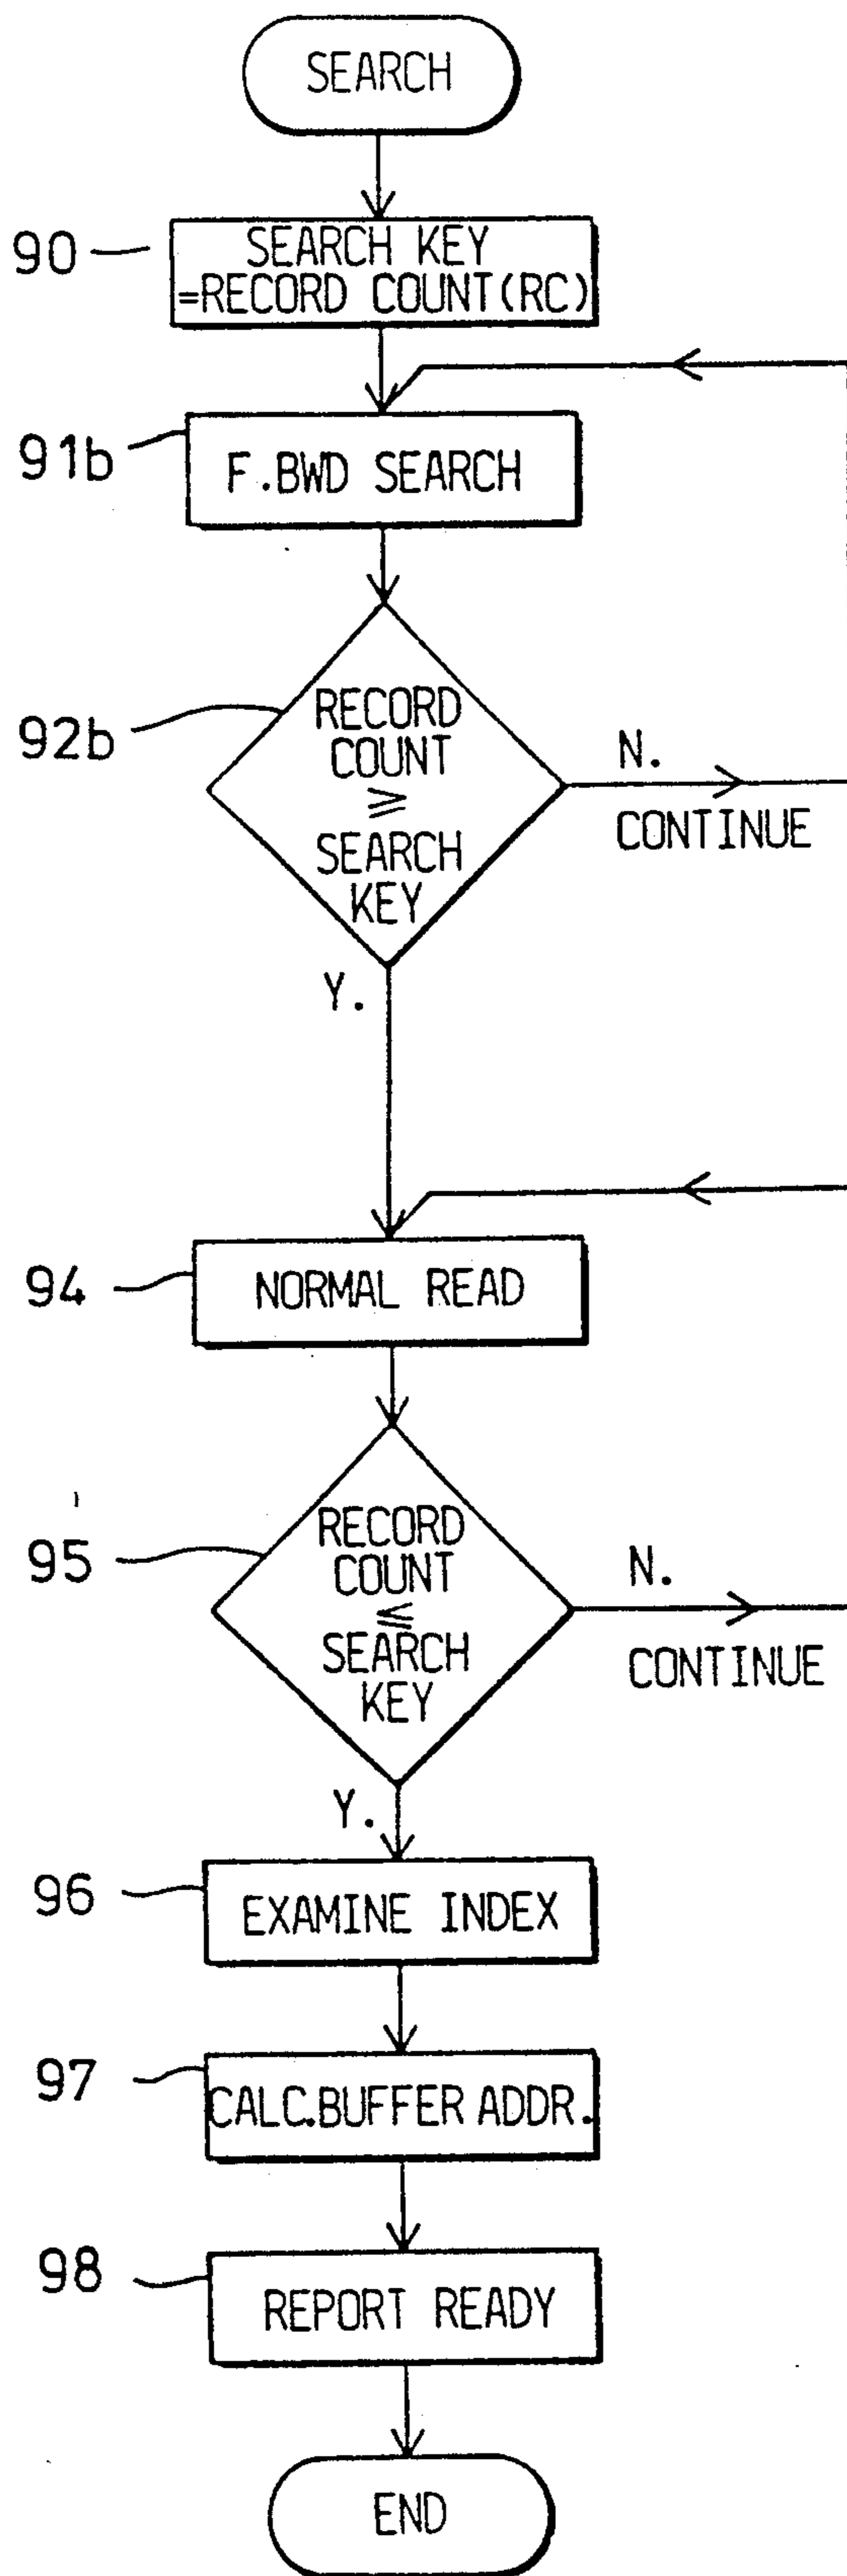 SEARCH
90
SEARCH KEY
=RECORD COUNT(RC)
91b
F.BWD SEARCH
92b
RECORD
COUNT
≥
SEARCH
KEY
N.
CONTINUE
Y.
94
NORMAL READ
95
RECORD
COUNT
≤
SEARCH
KEY
N.
CONTINUE
Y.
96
EXAMINE INDEX
97
CALC.BUFFER ADDR.
98
REPORT READY
END